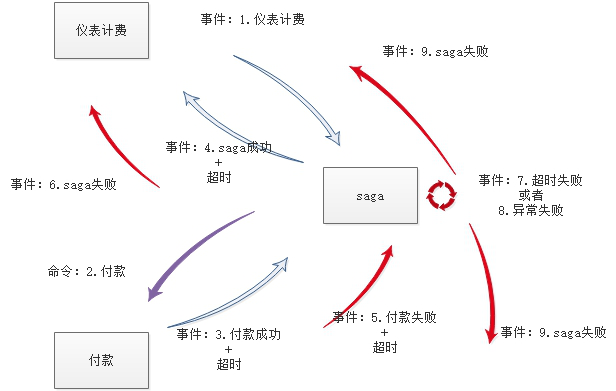 仪表计费
事件：1.仪表计费
事件：9.saga失败
事件：4.saga成功
+
超时
事件：6.saga失败
saga
事件：7.超时失败
或者
8.异常失败
命令：2.付款
事件：3.付款成功
+
超时
事件：5.付款失败
+
超时
事件：9.saga失败
付款